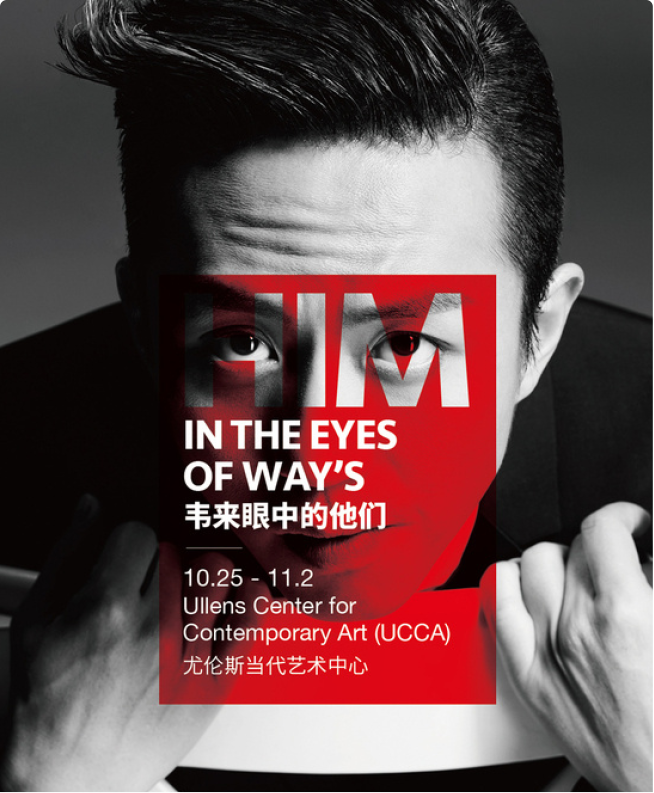 HIM
IN THE EYES
OF WAY'S
韦来眼中的他们
10.25 - 11.2
Ullens Center for
Contemporary Art (UCCA)
尤伦斯当代艺术中心